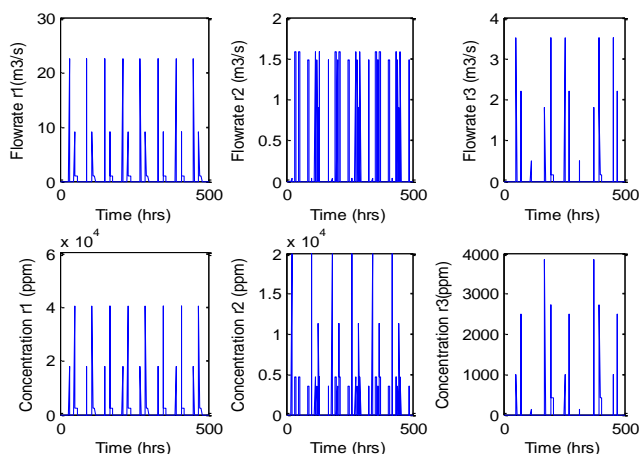 30
20
10
0
0
500
Flowrate r1(m3/s)
Time (hrs)
2
1.5
1
0.5
0
0
500
Flowrate r2 (m3/s)
Time (hrs)
4
3
2
1
0
0
500
Flowrate r3 (m3/s)
Time (hrs)
x 10^4
6
4
2
0
0
500
Concentration r1 (ppm)
Time (hrs)
x 10^4
2
1.5
1
0.5
0
0
500
Concentration r2 (ppm)
Time (hrs)
4000
3000
2000
1000
0
0
500
Concentration r3(ppm)
Time (hrs)